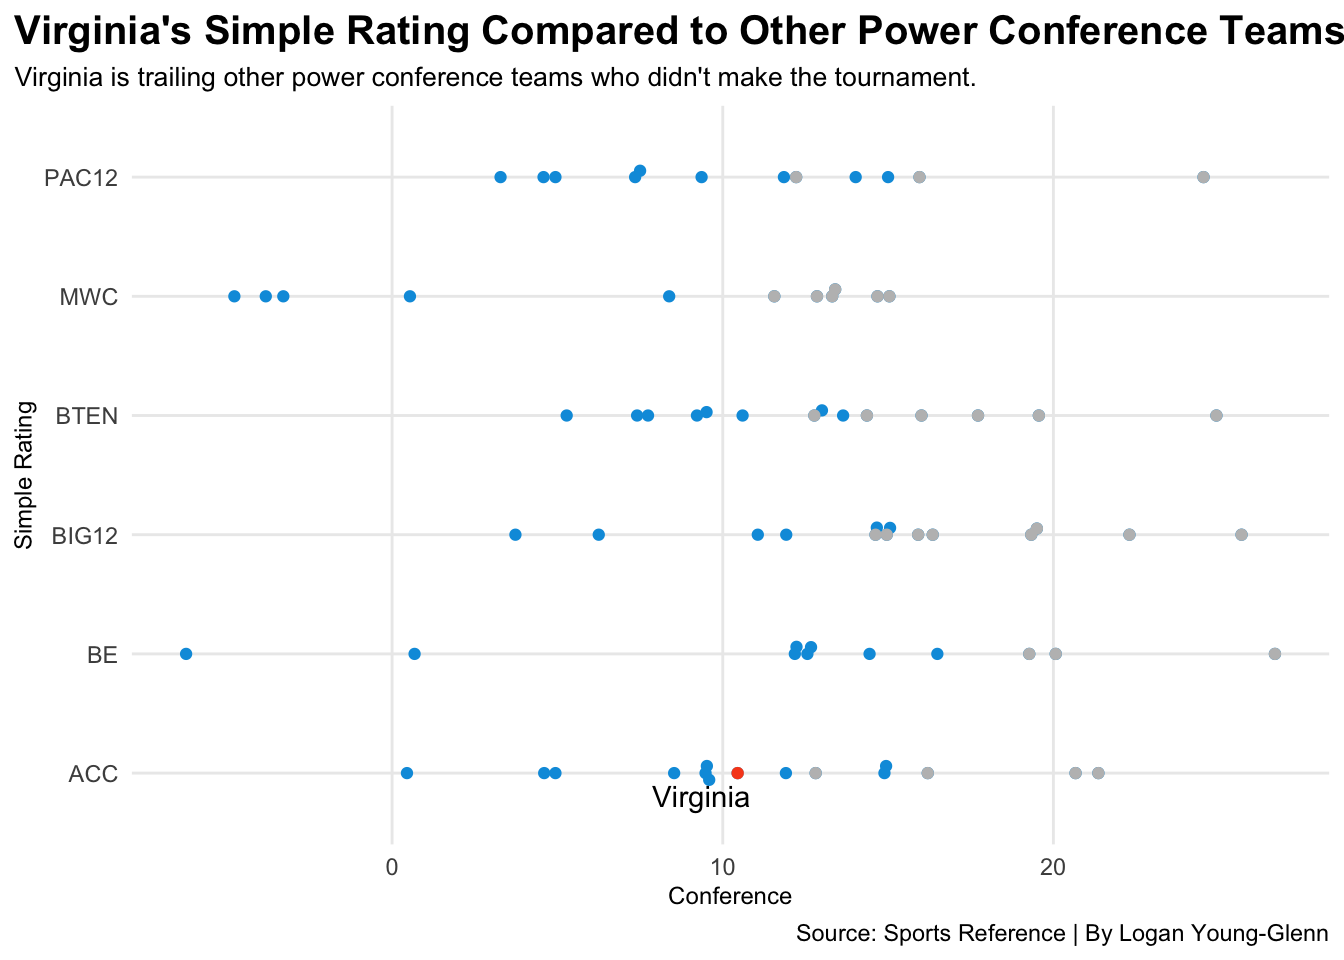 Virginia's Simple Rating Compared to Other Power Conference Teams
Virginia is trailing other power conference teams who didn't make the tournament.
PAC12
MWC
BTEN
BIG12
BE
ACC
Simple Rating
Virginia
0 10 20
Conference
Source: Sports Reference | By Logan Young-Glenn